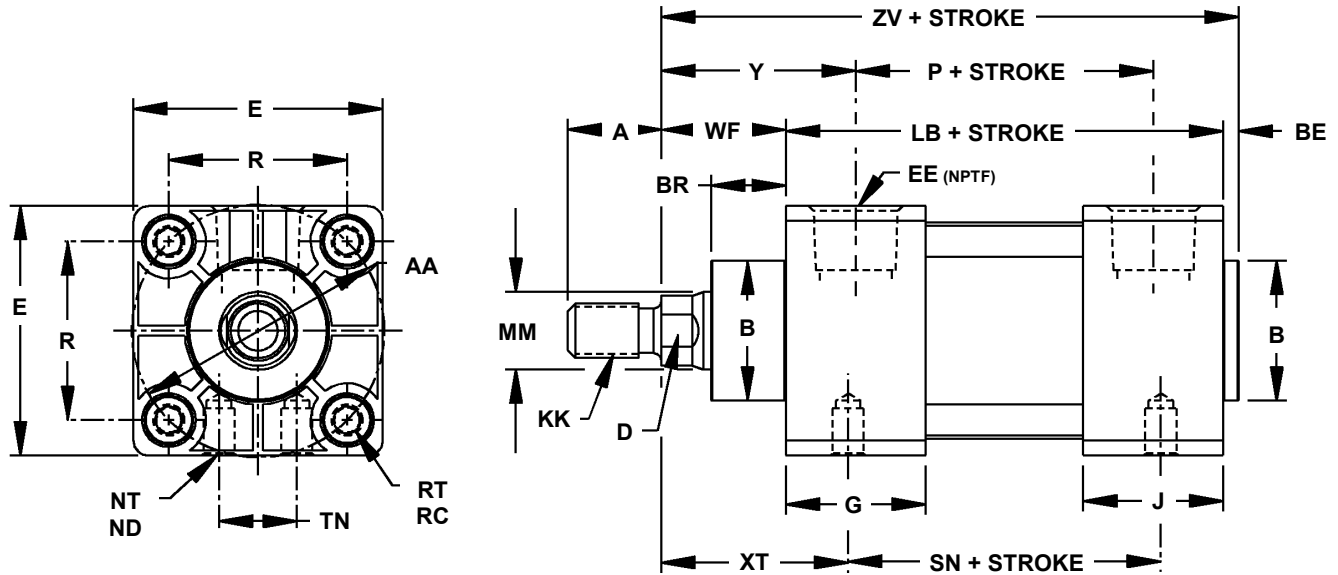 E
R
E
R
AA
NT
ND
TN
RT
RC
ZV + STROKE
Y
P + STROKE
A
WF
LB + STROKE
BE
BR
EE (NPTF)
MM
B
B
KK
D
G
J
XT
SN + STROKE